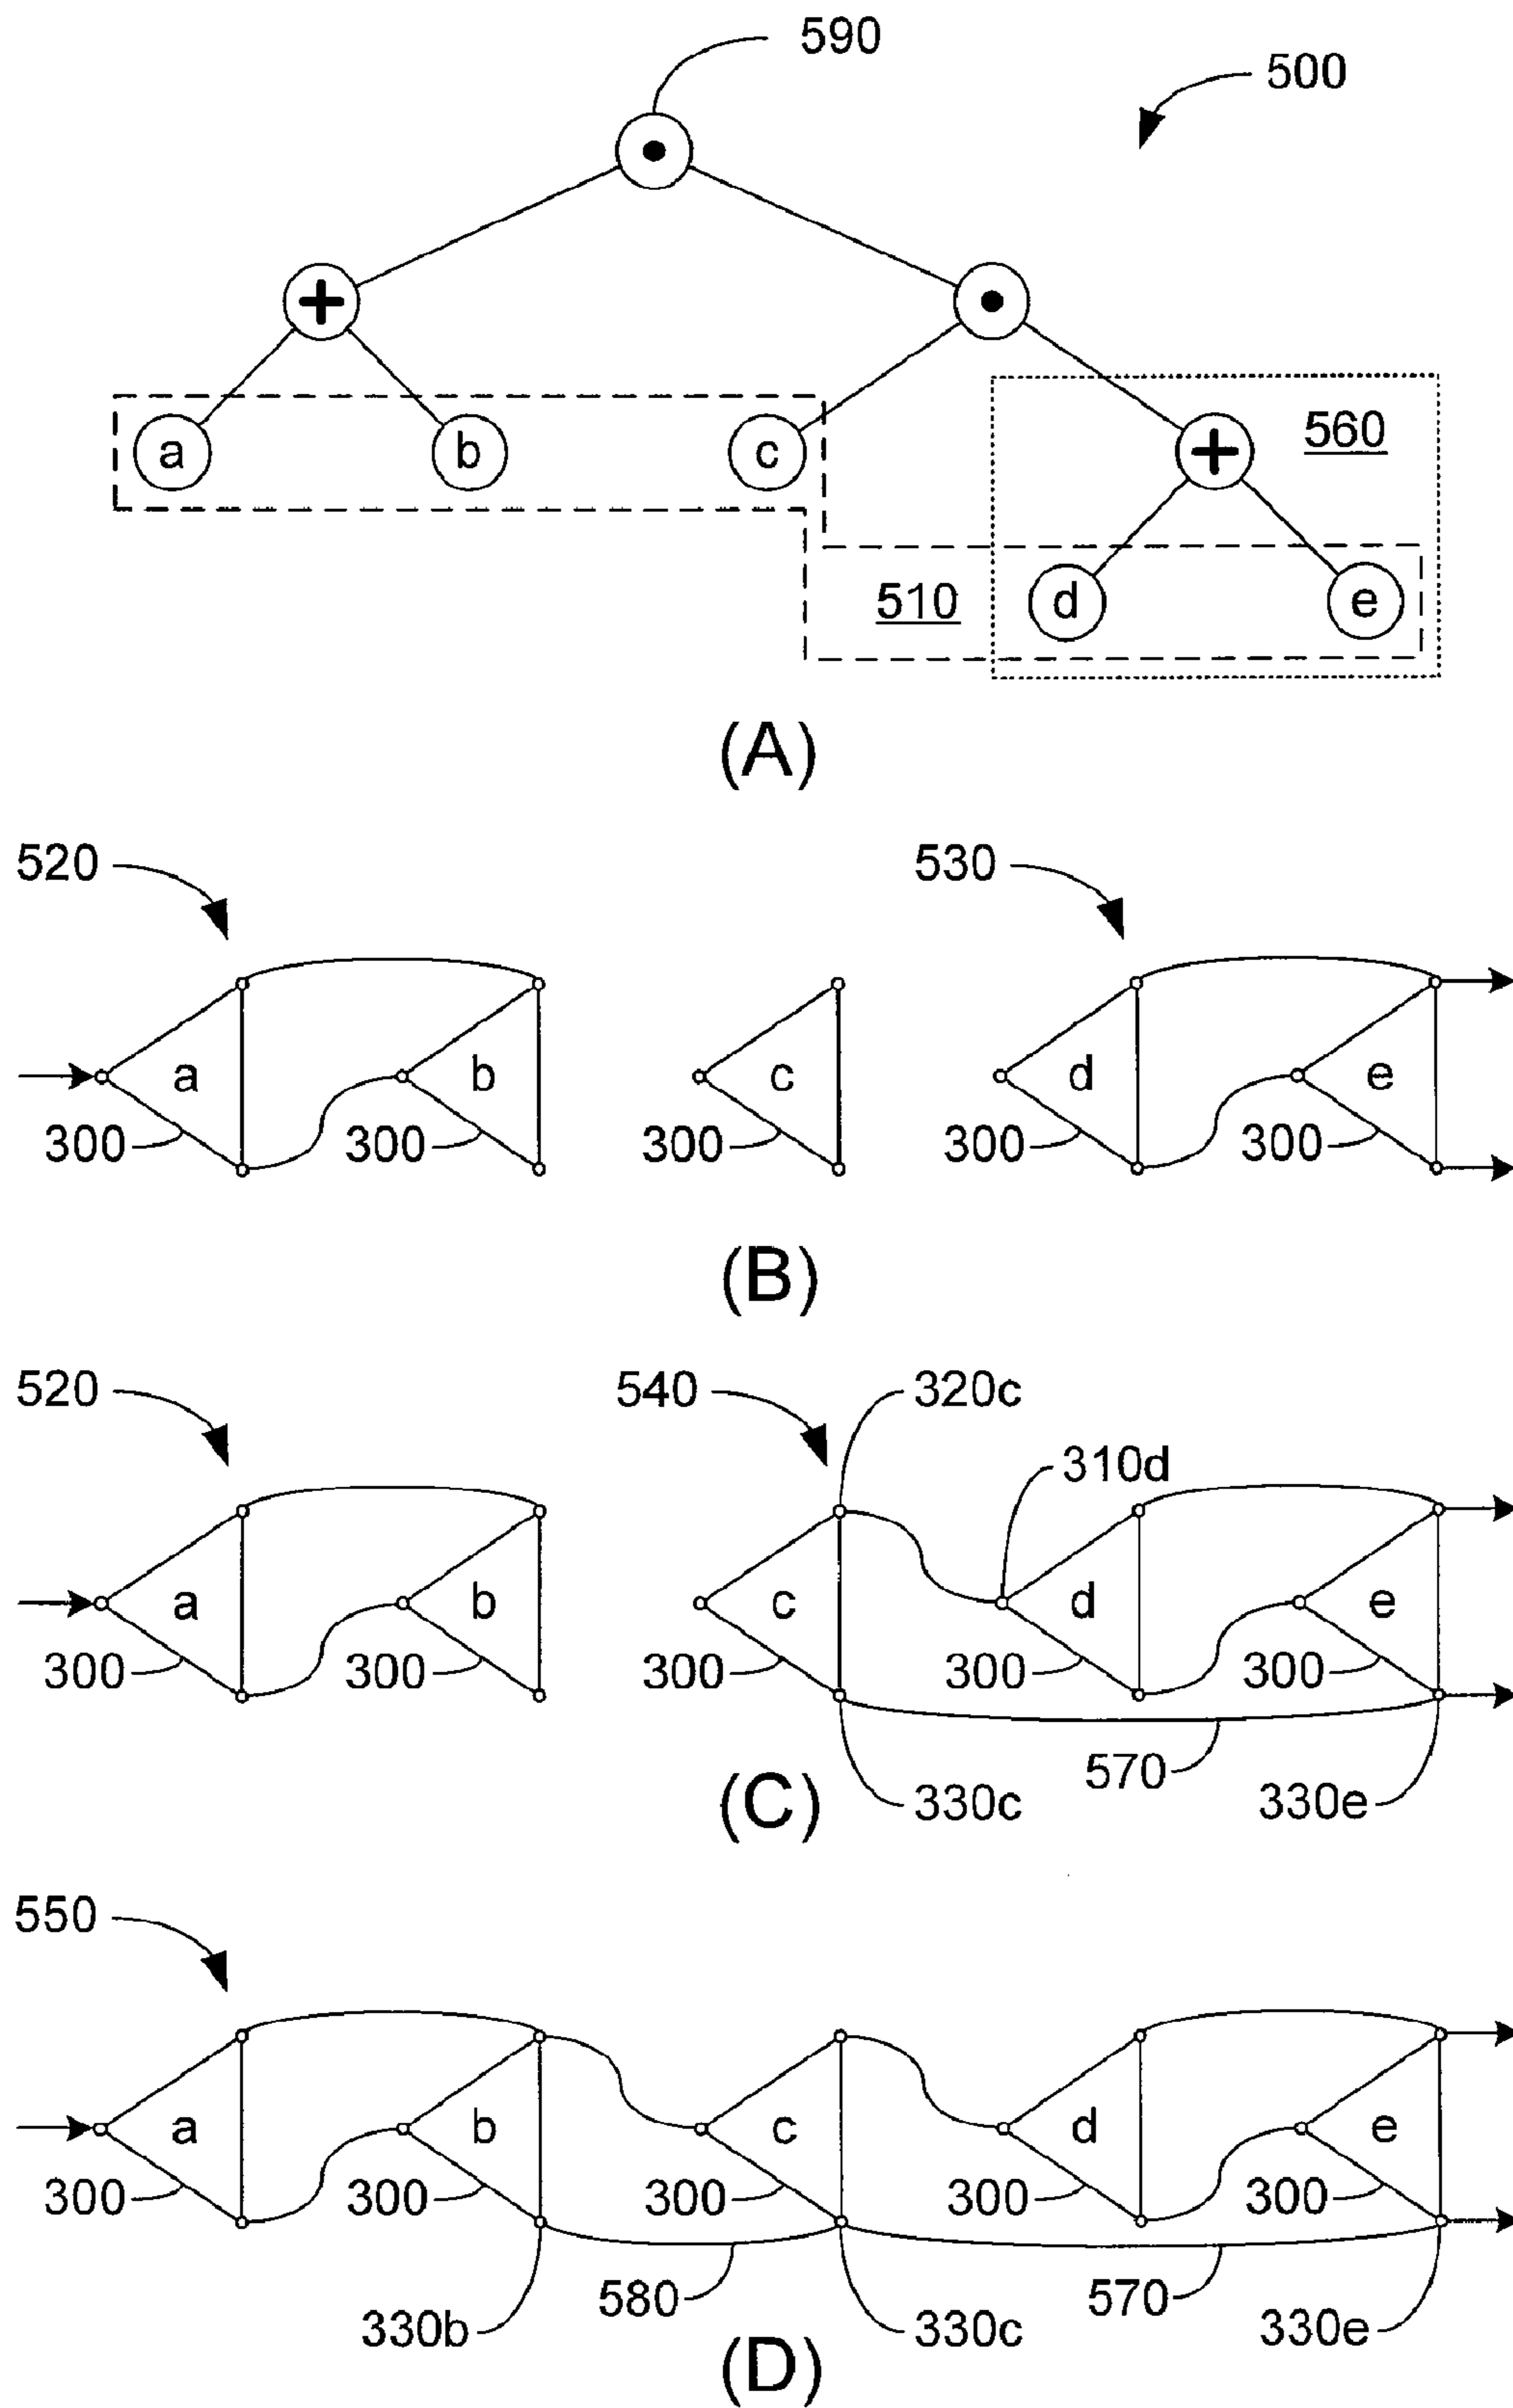 590
500
+
a b c + 560
510 d e
(A)
520 530
a b c d e
300 300 300 300 300
(B)
520 540 320c
310d
a b c d e
300 300 300 300 300
570
(C) 330c 330e
550
a b c d e
300 300 300 300 300
580 570
330b 330c 330e
(D)